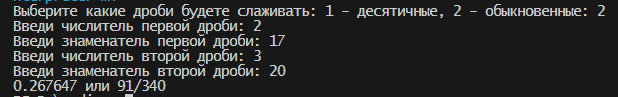 Выберите какие дроби будете слаживать: 1 - десятичные, 2 - обыкновенные: 2
Введи числитель первой дроби: 2
Введи знаменатель первой дроби: 17
Введи числитель второй дроби: 3
Введи знаменатель второй дроби: 20
0.267647 или 91/340